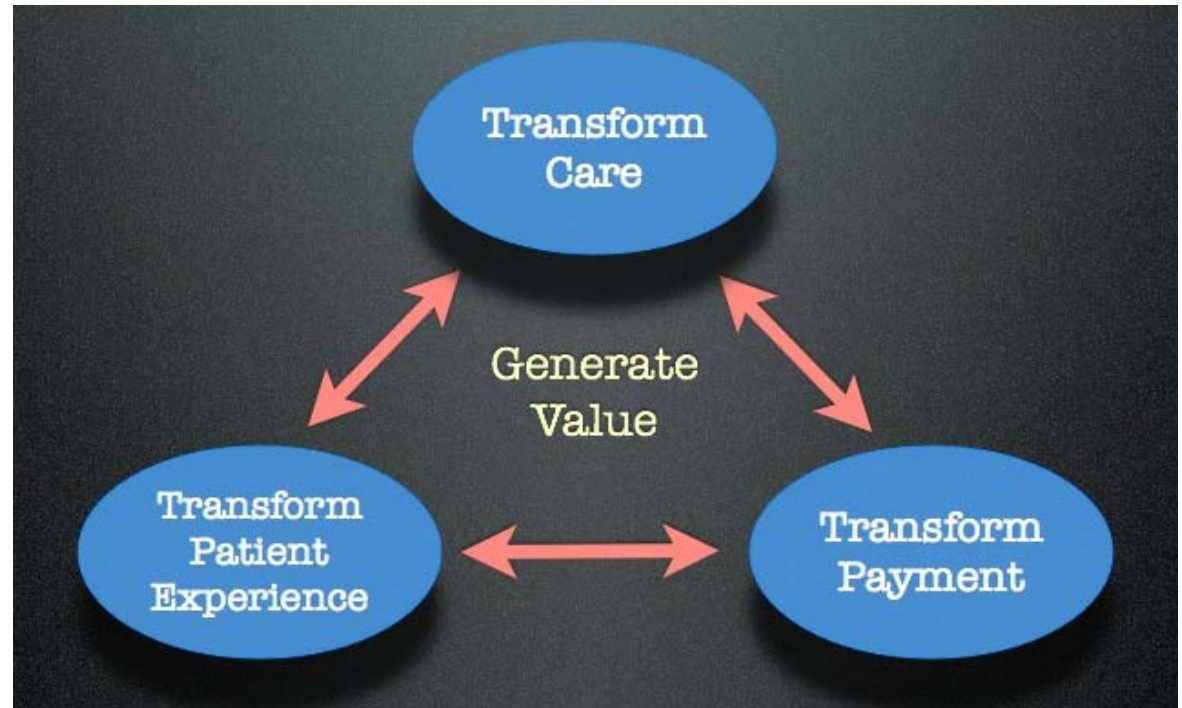 Transform
Care
Generate
Value
Transform
Patient
Experience
Transform
Payment